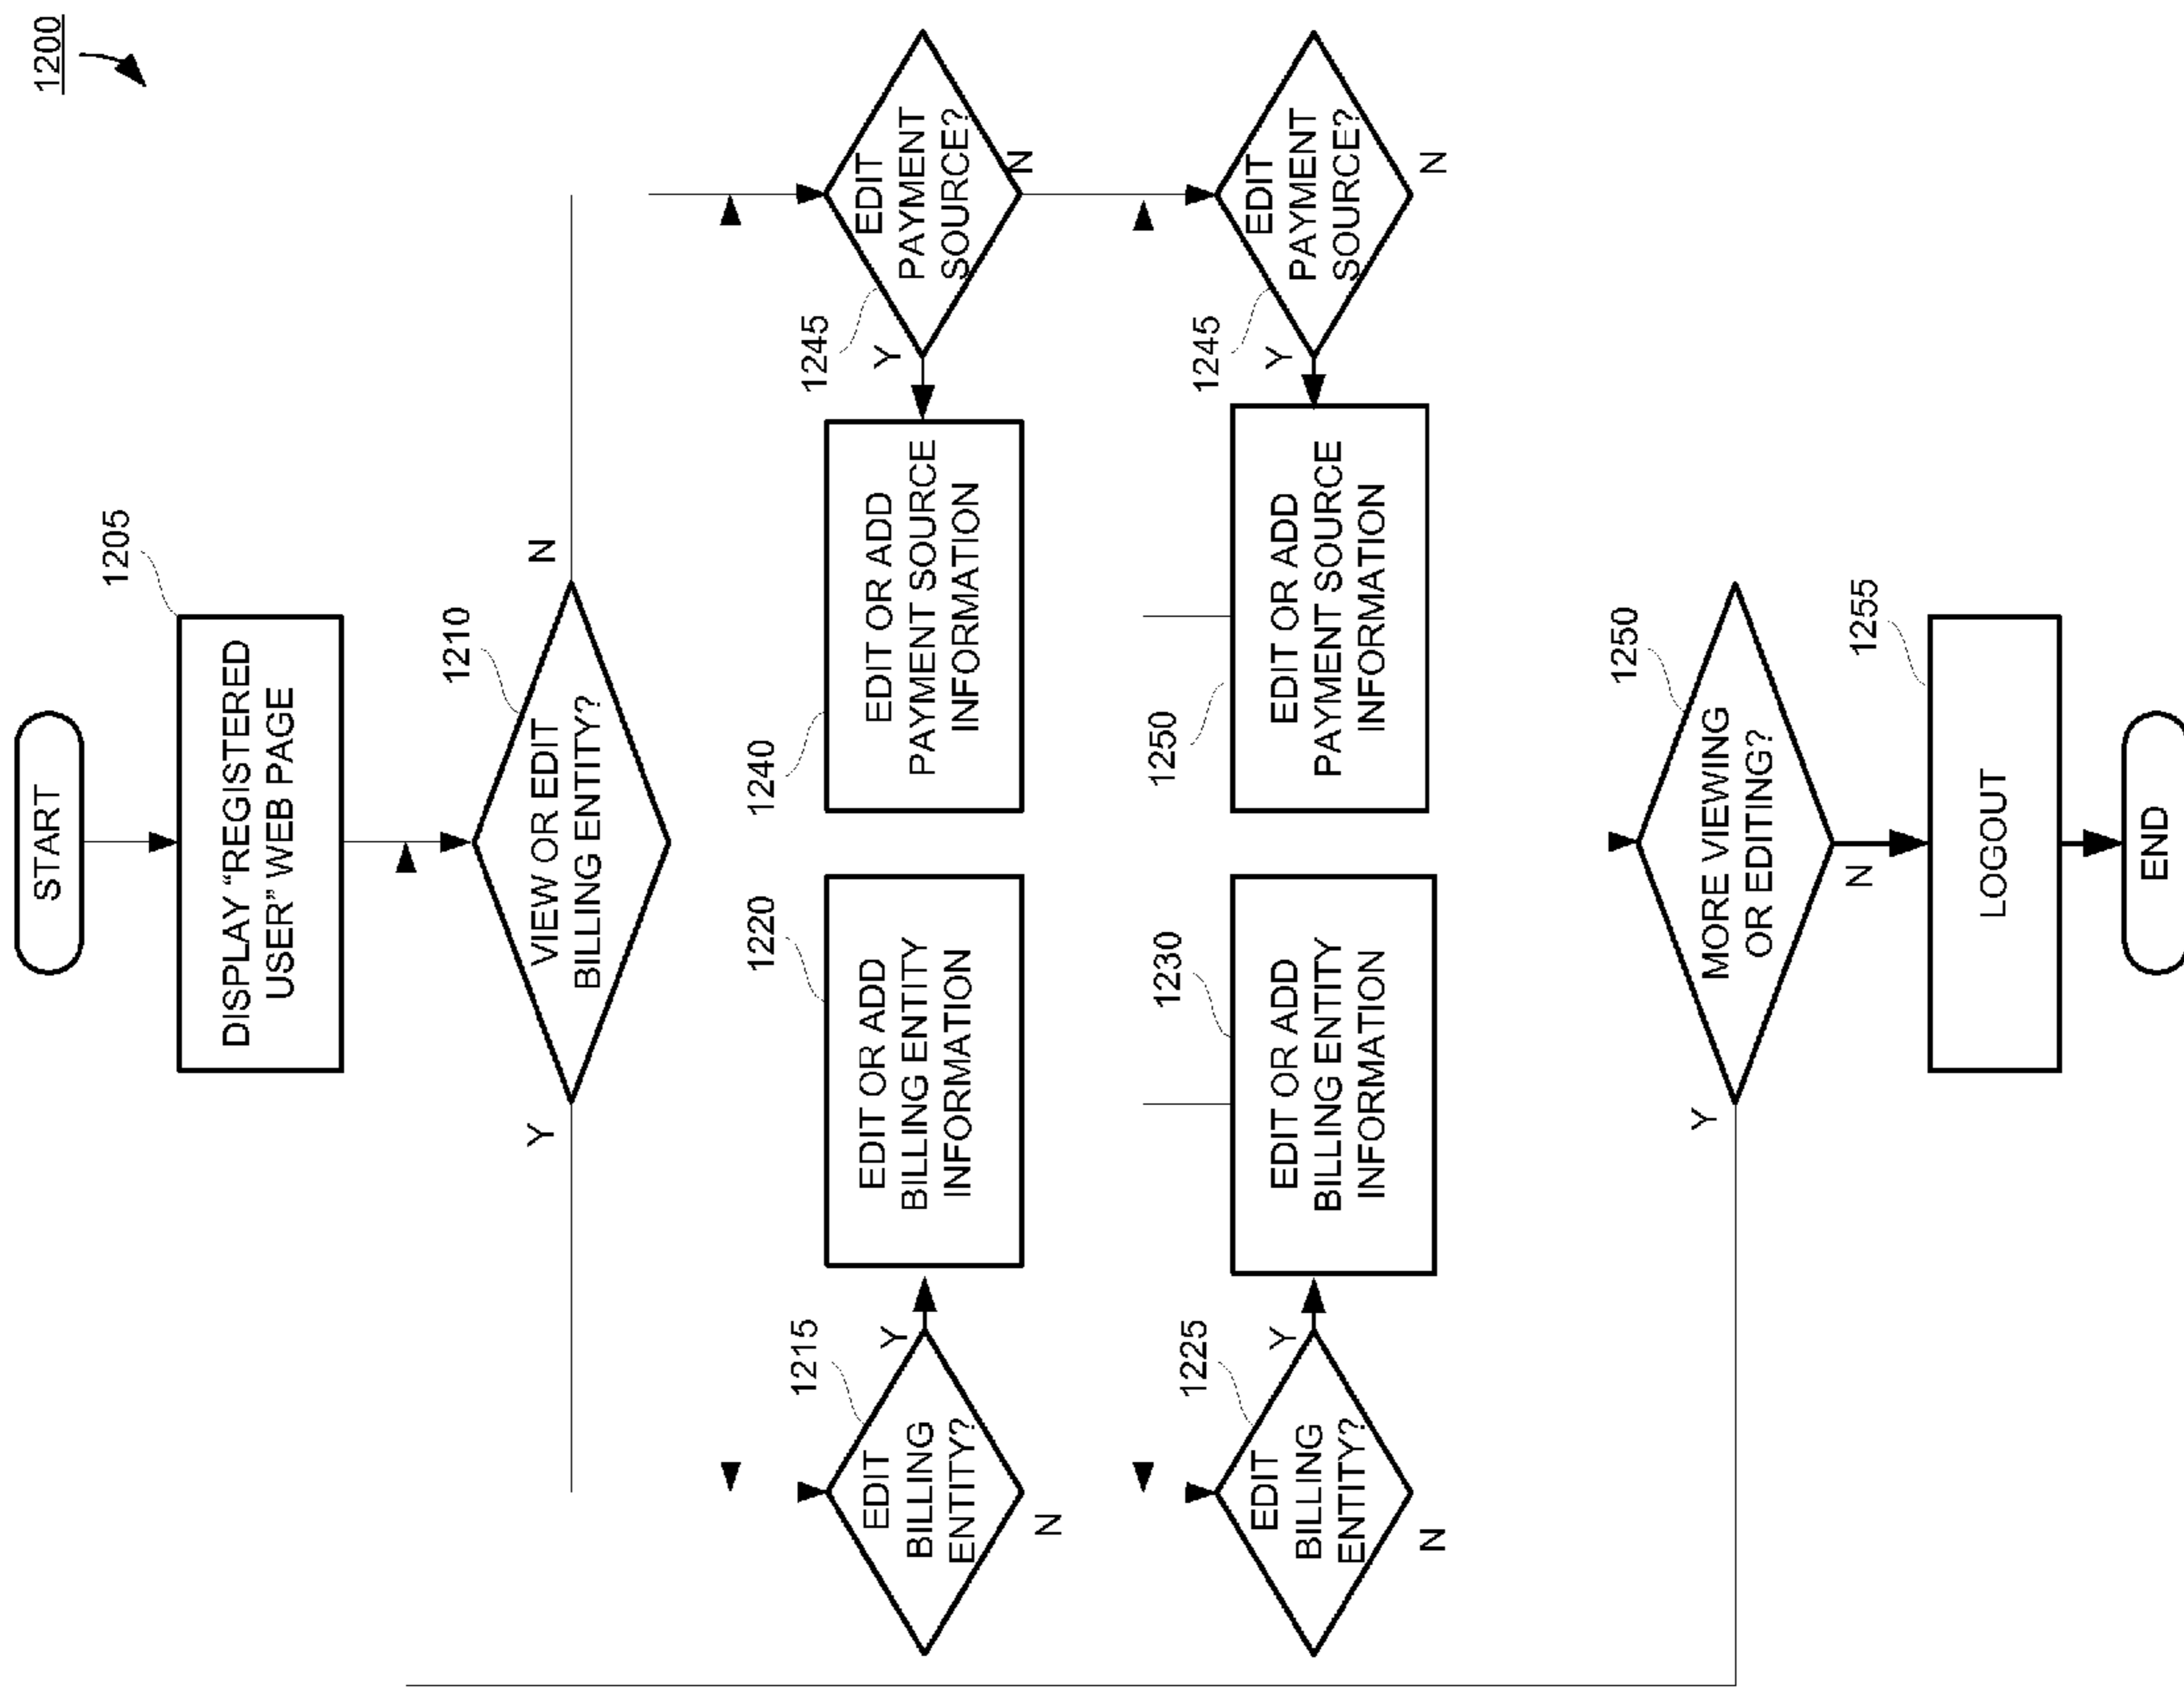 1200
START
1205
DISPLAY “REGISTERED
USER” WEB PAGE
1210
VIEW OR EDIT
BILLING ENTITY?
Y
N
1215
EDIT
BILLING
ENTITY?
Y
N
1220
EDIT OR ADD
BILLING ENTITY
INFORMATION
1240
EDIT OR ADD
PAYMENT SOURCE
INFORMATION
1245
EDIT
PAYMENT
SOURCE?
Y
N
1225
EDIT
BILLING
ENTITY?
Y
N
1230
EDIT OR ADD
BILLING ENTITY
INFORMATION
1250
EDIT OR ADD
PAYMENT SOURCE
INFORMATION
1245
EDIT
PAYMENT
SOURCE?
Y
N
1250
MORE VIEWING
OR EDITING?
Y
N
1255
LOGOUT
END